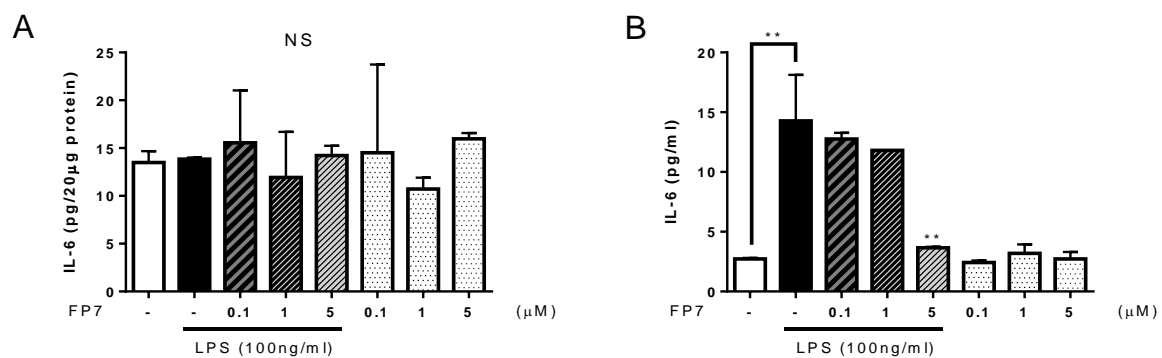 A
NS
IL-6 (pg/20µg protein)
25
20
15
10
5
0
FP7 - - 0.1 1 5 0.1 1 5 (µM)
LPS (100ng/ml)
B
**
IL-6 (pg/ml)
20
15
10
5
0
**
FP7 - - 0.1 1 5 0.1 1 5 (µM)
LPS (100ng/ml)